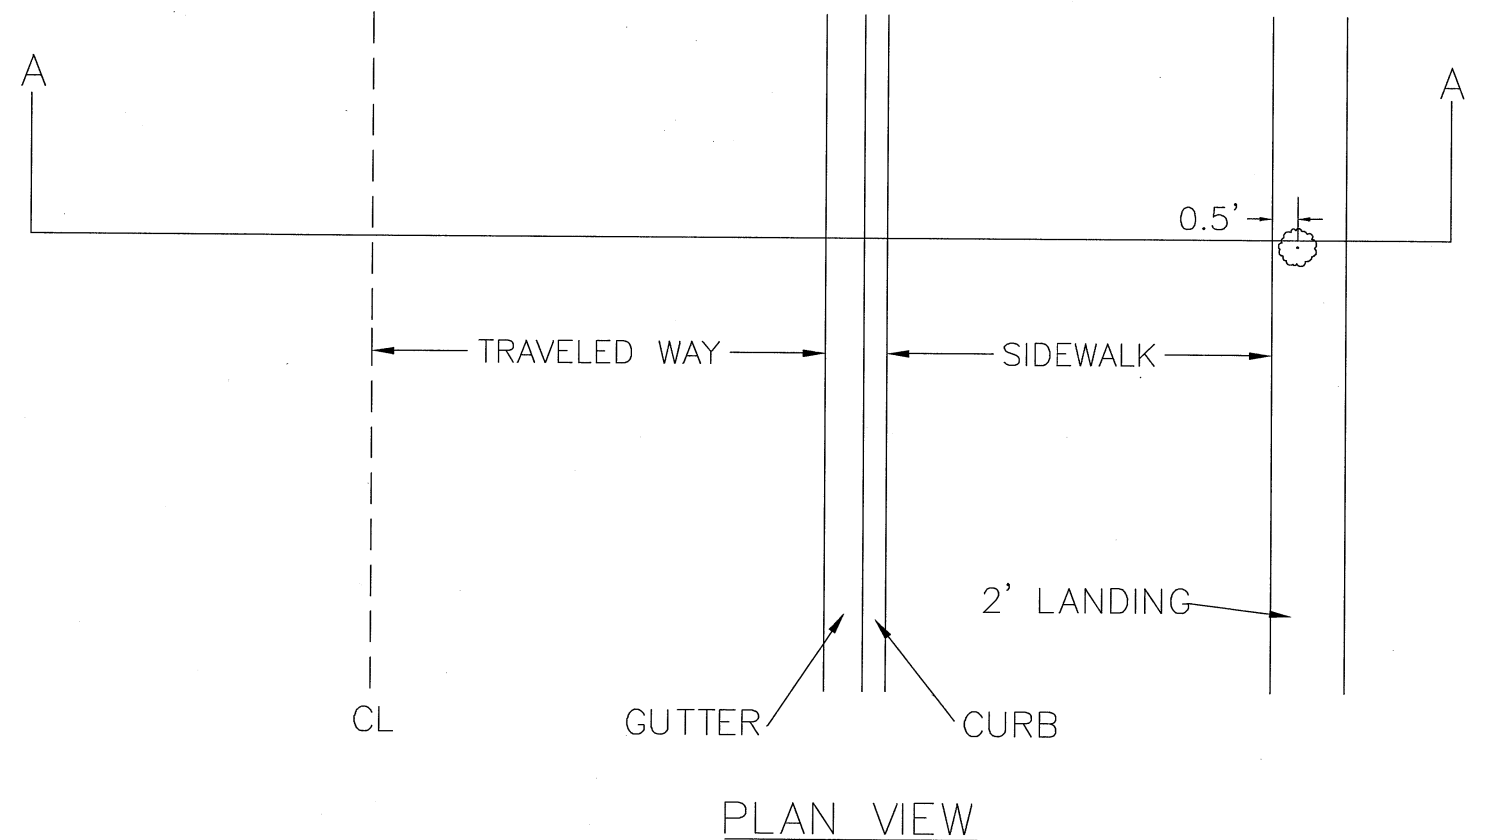 A
A
0.5'
TRAVELED WAY
SIDEWALK
2' LANDING
CL
GUTTER
CURB
PLAN VIEW